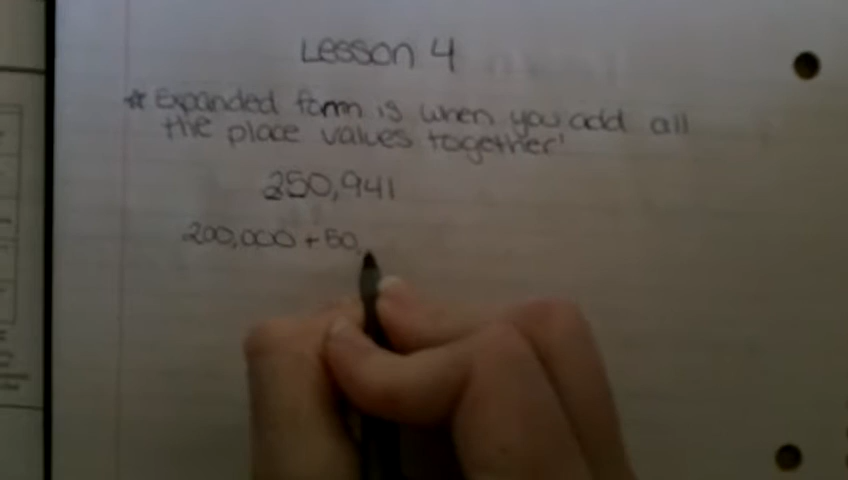 Lesson 4
* Expanded form is when you add all
the place values together!
250,941
200,000 + 50,